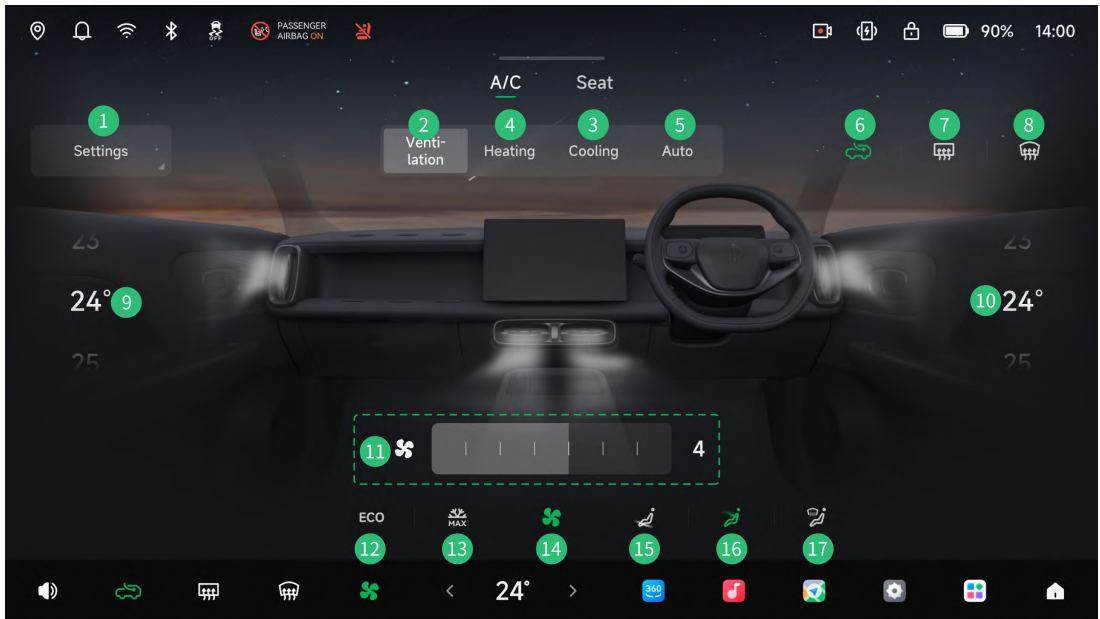 OFF
PASSENGER
AIRBAG ON
90%
14:00
A/C
Seat
1
2
4
3
5
6
7
8
Settings
Venti-
lation
Heating
Cooling
Auto
23
23
24°
9
10
24°
25
25
11
4
ECO
MAX
12
13
14
15
16
17
24°
360